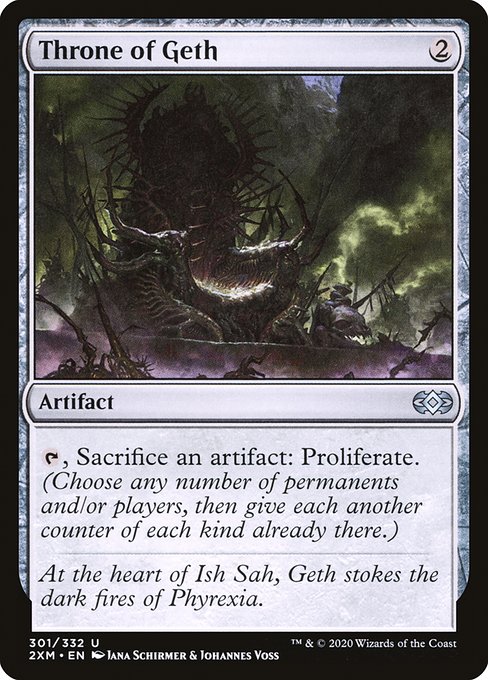 Throne of Geth 2
Artifact
, Sacrifice an artifact: Proliferate.
(Choose any number of permanents
and/or players, then give each another
counter of each kind already there.)
At the heart of Ish Sah, Geth stokes the
dark fires of Phyrexia.
301/332 U
2XM • EN Jana Schirmer & Johannes Voss
™ & © 2020 Wizards of the Coast